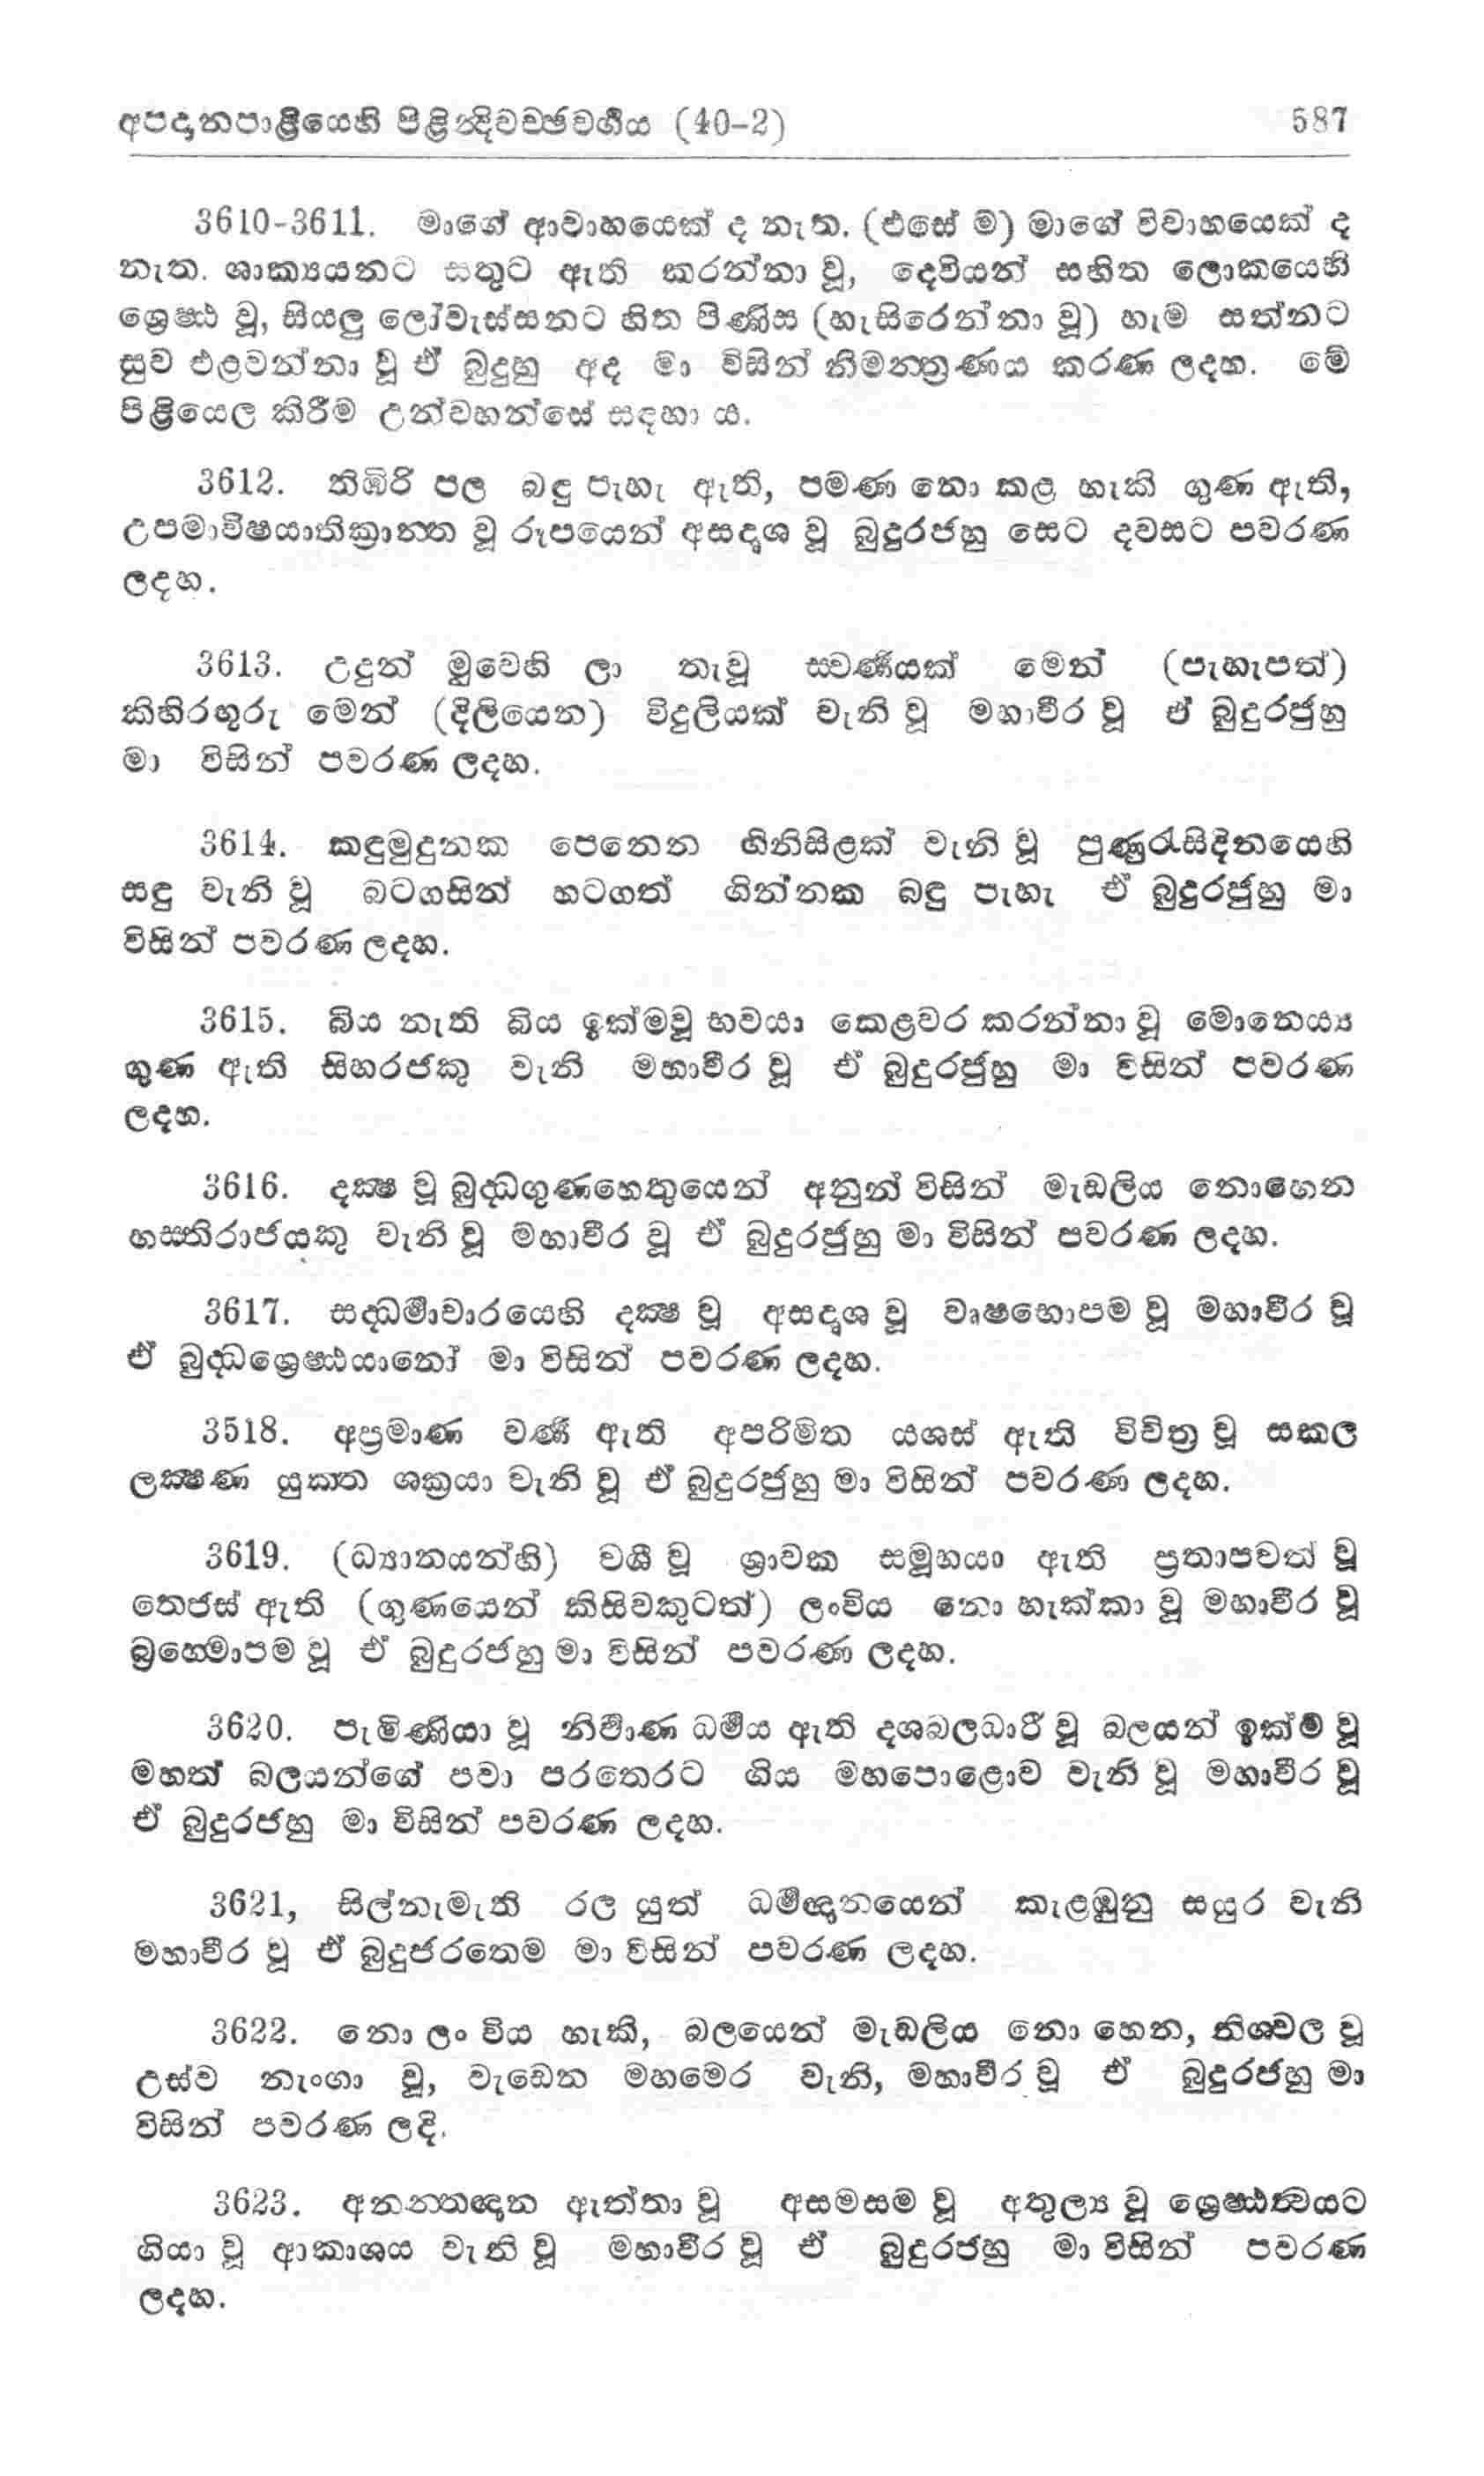 අපදානපාළියෙහි පිළින්දිවච්ඡවර්‍ගය (40-2) 587
3610-3611. මාගේ ආවාහයෙක් ද නැත. (එසේ ම) මාගේ විවාහයෙක් ද
නැත. ශාක්‍යයනට සතුට ඇති කරන්නා වූ, දෙවියන් සහිත ලොකයෙහි
ශ්‍රෙෂ්ඨ වූ, සියලු ලෝවැස්සනට හිත පිණිස (හැසිරෙන්නා වූ) හැම සත්නට
සුව එළවන්නා වූ ඒ බුදුහු අද මා විසින් නිමන්ත්‍රණය කරණ ලදහ. මේ
පිළියෙල කිරීම උන්වහන්සේ සඳහා ය.
3612. තිඹිරි පල බඳු පැහැ ඇති, පමණ නො කළ හැකි ගුණ ඇති,
උපමාවිෂයාතික්‍රාන්ත වූ රූපයෙන් අසදෘශ වූ බුදුරජහු සෙට දවසට පවරණ
ලදහ.
3613. උදුන් මුවෙහි ලා තැවූ ස්වර්‍ණයක් මෙන් (පැහැපත්)
කිහිරඟුරු මෙන් (දිලියෙන) විදුලියක් වැනි වූ මහාවීර වූ ඒ බුදුරජුහු
මා විසින් පවරණ ලදහ.
3614. කඳුමුදුනක පෙනෙන ගිනිසිළක් වැනි වූ පුණුරැසිදිනයෙහි
සඳු වැනි වූ බටගසින් හටගත් ගින්නක බඳු පැහැ ඒ බුදුරජුහු මා
විසින් පවරණ ලදහ.
3615. බිය නැති බිය ඉක්මවූ භවයා කෙළවර කරන්නා වූ මොනෙය්‍ය
ගුණ ඇති සිහරජකු වැනි මහාවීර වූ ඒ බුදුරජුහු මා විසින් පවරණ
ලදහ.
3616. දක්‍ෂ වූ බුද්ධගුණහෙතුයෙන් අනුන් විසින් මැඩලිය නොහෙන
හස්තිරාජයකු වැනි වූ මහාවීර වූ ඒ බුදුරජුහු මා විසින් පවරණ ලදහ.
3617. සද්ධර්‍මාචාරයෙහි දක්‍ෂ වූ අසදෘශ වූ වෘෂභොපම වූ මහාවීර වූ
ඒ බුද්ධශ්‍රෙෂ්ඨයානෝ මා විසින් පවරණ ලදහ.
3518. අප්‍රමාණ වර්‍ණ ඇති අපරිමිත යශස් ඇති විචිත්‍ර වූ සකල
ලක්‍ෂණ යුක්ත ශක්‍රයා වැනි වූ ඒ බුදුරජුහු මා විසින් පවරණ ලදහ.
3619. (ධ්‍යානයන්හි) වශී වූ ශ්‍රාවක සමූහයා ඇති ප්‍රතාපවත් වූ
තෙජස් ඇති (ගුණයෙන් කිසිවකුටත්) ලංවිය නො හැක්කා වූ මහාවීර වූ
බ්‍රහ්මොපම වූ ඒ බුදුරජහු මා විසින් පවරණ ලදහ.
3620. පැමිණියා වූ නිර්‍වාණ ධර්‍මය ඇති දශබලධාරී වූ බලයන් ඉක්ම වූ
මහත් බලයන්ගේ පවා පරතෙරට ගිය මහපොළොව වැනි වූ මහාවීර වූ
ඒ බුදුරජහු මා විසින් පවරණ ලදහ.
3621, සිල්නැමැති රල යුත් ධර්‍මඥානයෙන් කැළඹුනු සයුර වැනි
මහාවීර වූ ඒ බුදුජරතෙම මා විසින් පවරණ ලදහ.
3622. නො ලං විය හැකි, බලයෙන් මැඩලිය නො හෙන, නිශ්චල වූ
උස්ව නැංගා වූ, වැඩෙන මහමෙර වැනි, මහාවීර වූ ඒ බුදුරජහු මා
විසින් පවරණ ලදි.
3623. අනන්තඥාන ඇත්තා වූ අසමසම වූ අතුල්‍ය වූ ශ්‍රෙෂ්ඨත්වයට
ගියා වූ ආකාශය වැනි වූ මහාවීර වූ ඒ බුදුරජහු මා විසින් පවරණ
ලදහ.